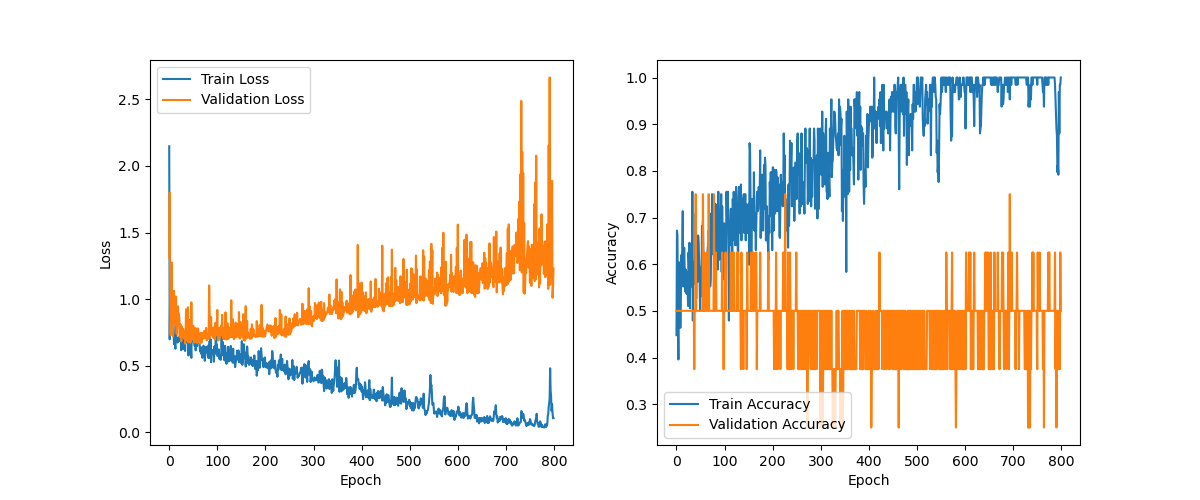 Train Loss
Validation Loss
2.5
2.0
1.5
1.0
0.5
0.0
Loss
0 100 200 300 400 500 600 700 800
Epoch
1.0
0.9
0.8
0.7
0.6
0.5
0.4
0.3
Accuracy
Train Accuracy
Validation Accuracy
0 100 200 300 400 500 600 700 800
Epoch